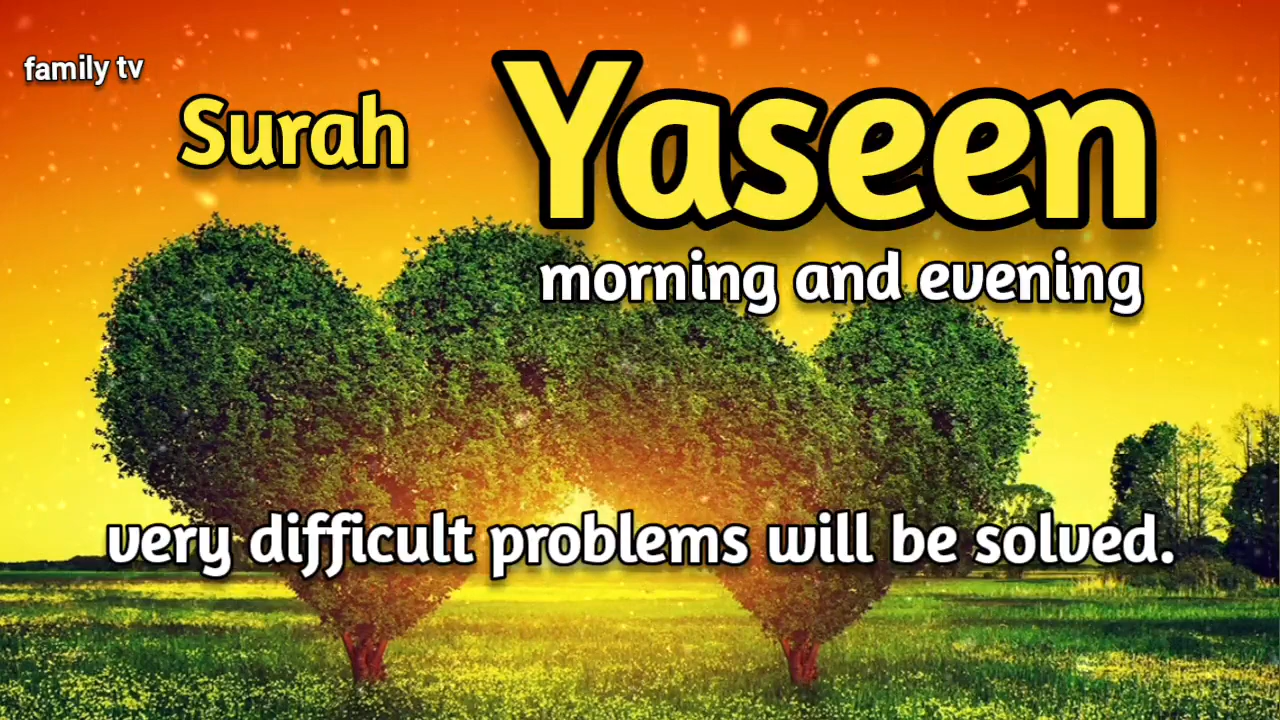 family tv
Surah Yaseen
morning and evening
very difficult problems will be solved.